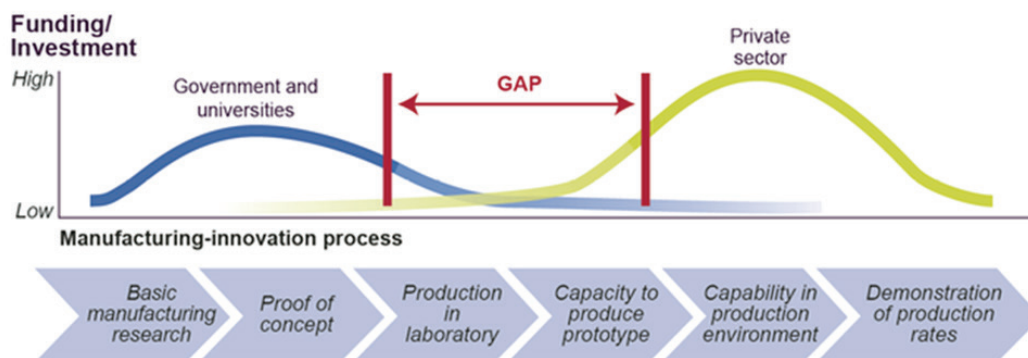 Funding/
Investment
High
Government and
universities
GAP
Private
sector
Low
Manufacturing-innovation process
Basic
manufacturing
research
Proof of
concept
Production
in
laboratory
Capacity to
produce
prototype
Capability in
production
environment
Demonstration
of production
rates